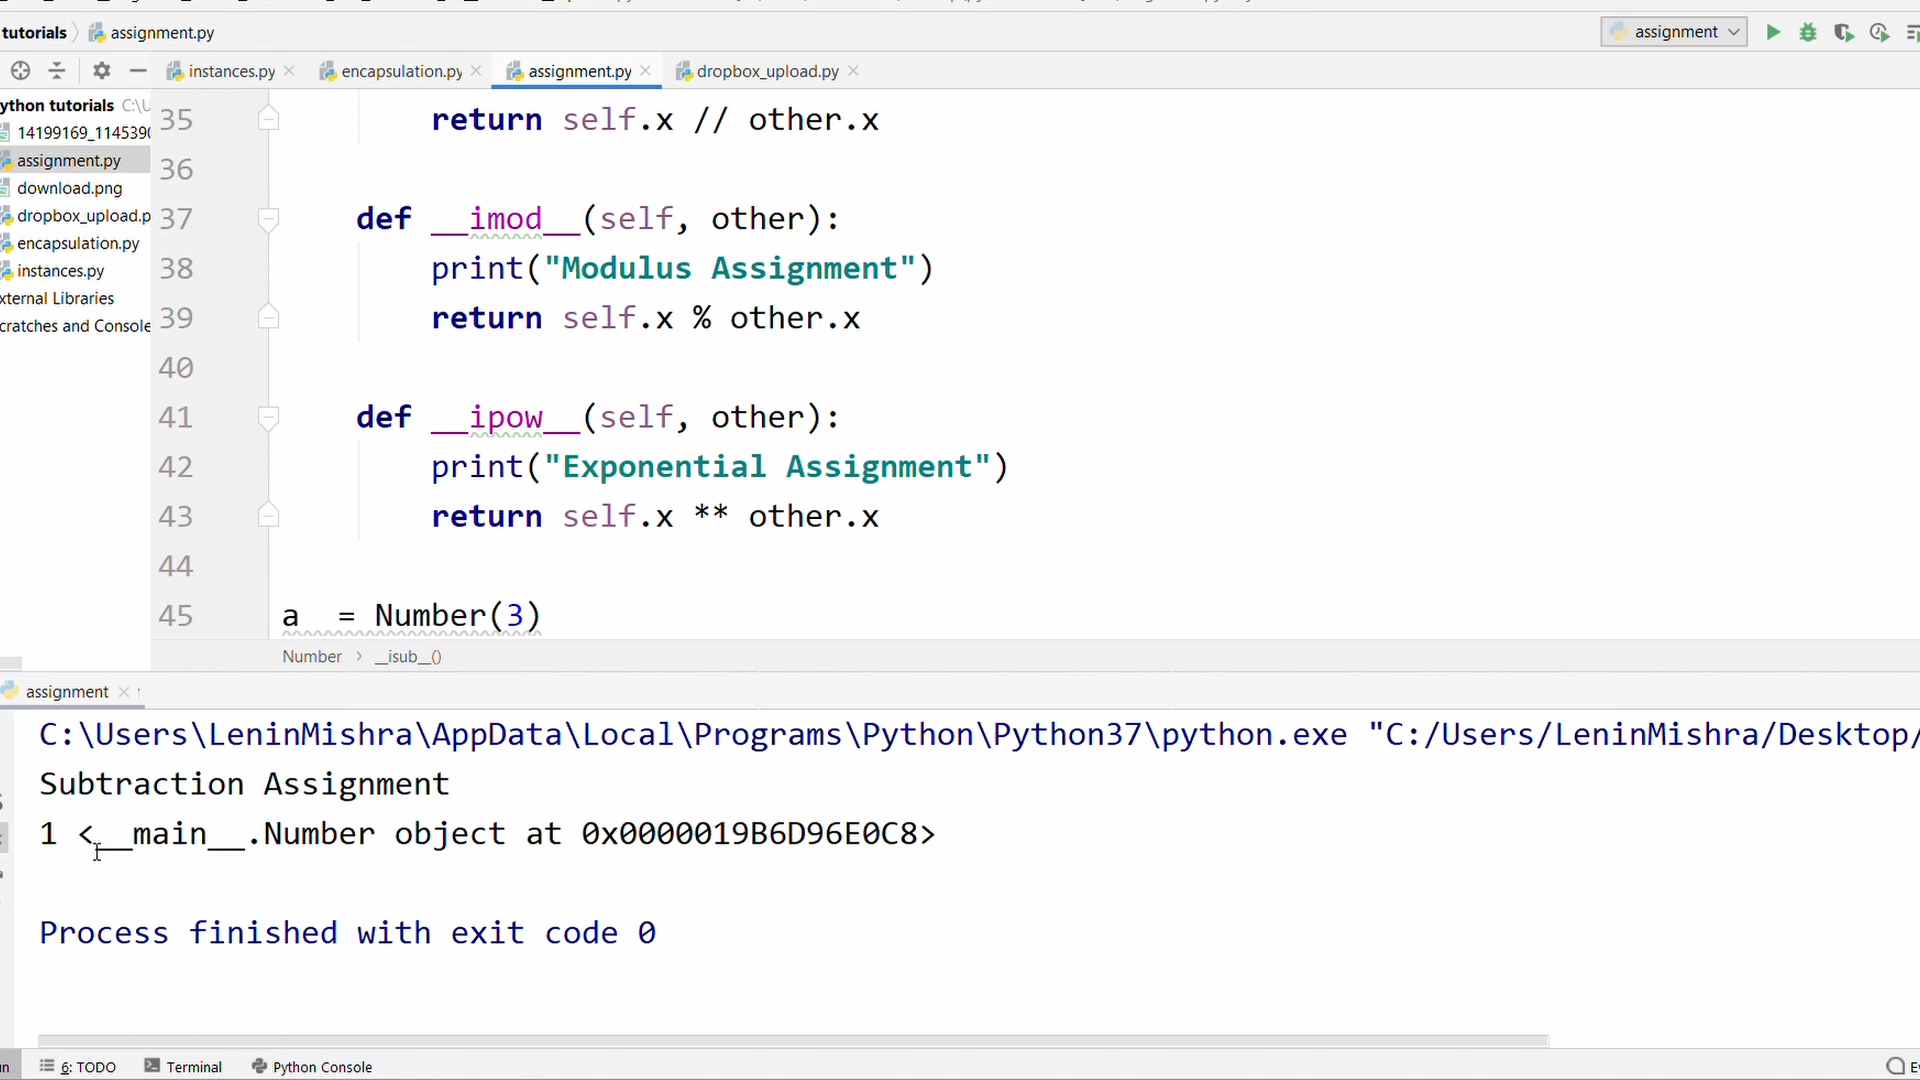 tutorials assignment.py assignment
instances.py encapsulation.py assignment.py dropbox_upload.py
ython tutorials C:\U
14199169_1145390
assignment.py
download.png
dropbox_upload.p
encapsulation.py
instances.py
xternal Libraries
cratches and Console
35 return self.x // other.x
36
37 def __imod__(self, other):
38 print("Modulus Assignment")
39 return self.x % other.x
40
41 def __ipow__(self, other):
42 print("Exponential Assignment")
43 return self.x ** other.x
44
45 a = Number(3)
Number > __isub__()
assignment
C:\Users\LeninMishra\AppData\Local\Programs\Python\Python37\python.exe "C:/Users/LeninMishra/Desktop/
Subtraction Assignment
1 <__main__.Number object at 0x0000019B6D96E0C8>
Process finished with exit code 0
6: TODO Terminal Python Console